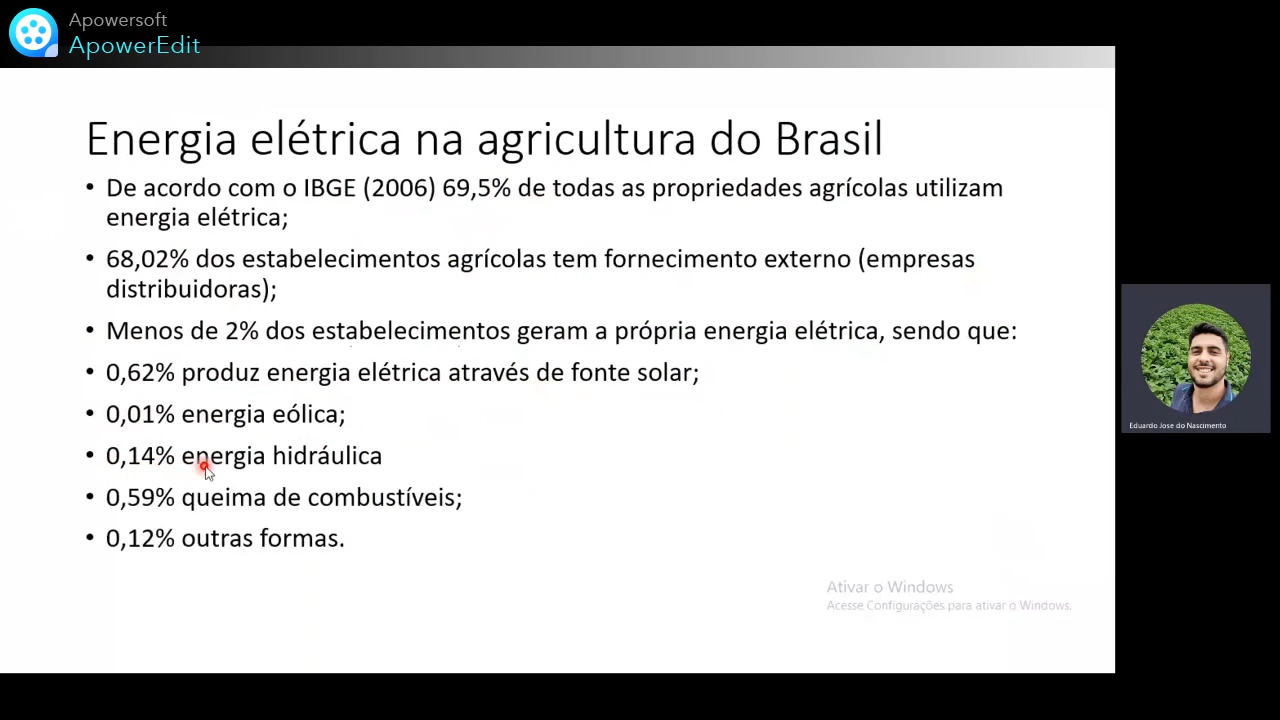 Apowersoft
ApowerEdit
Energia elétrica na agricultura do Brasil
• De acordo com o IBGE (2006) 69,5% de todas as propriedades agrícolas utilizam
energia elétrica;
• 68,02% dos estabelecimentos agrícolas tem fornecimento externo (empresas
distribuidoras);
• Menos de 2% dos estabelecimentos geram a própria energia elétrica, sendo que:
• 0,62% produz energia elétrica através de fonte solar;
• 0,01% energia eólica;
• 0,14% energia hidráulica
• 0,59% queima de combustíveis;
• 0,12% outras formas.
Eduardo Jose do Nascimento
Ativar o Windows
Acesse Configurações para ativar o Windows.